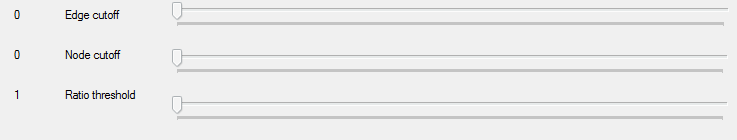 0 Edge cutoff
0 Node cutoff
1 Ratio threshold